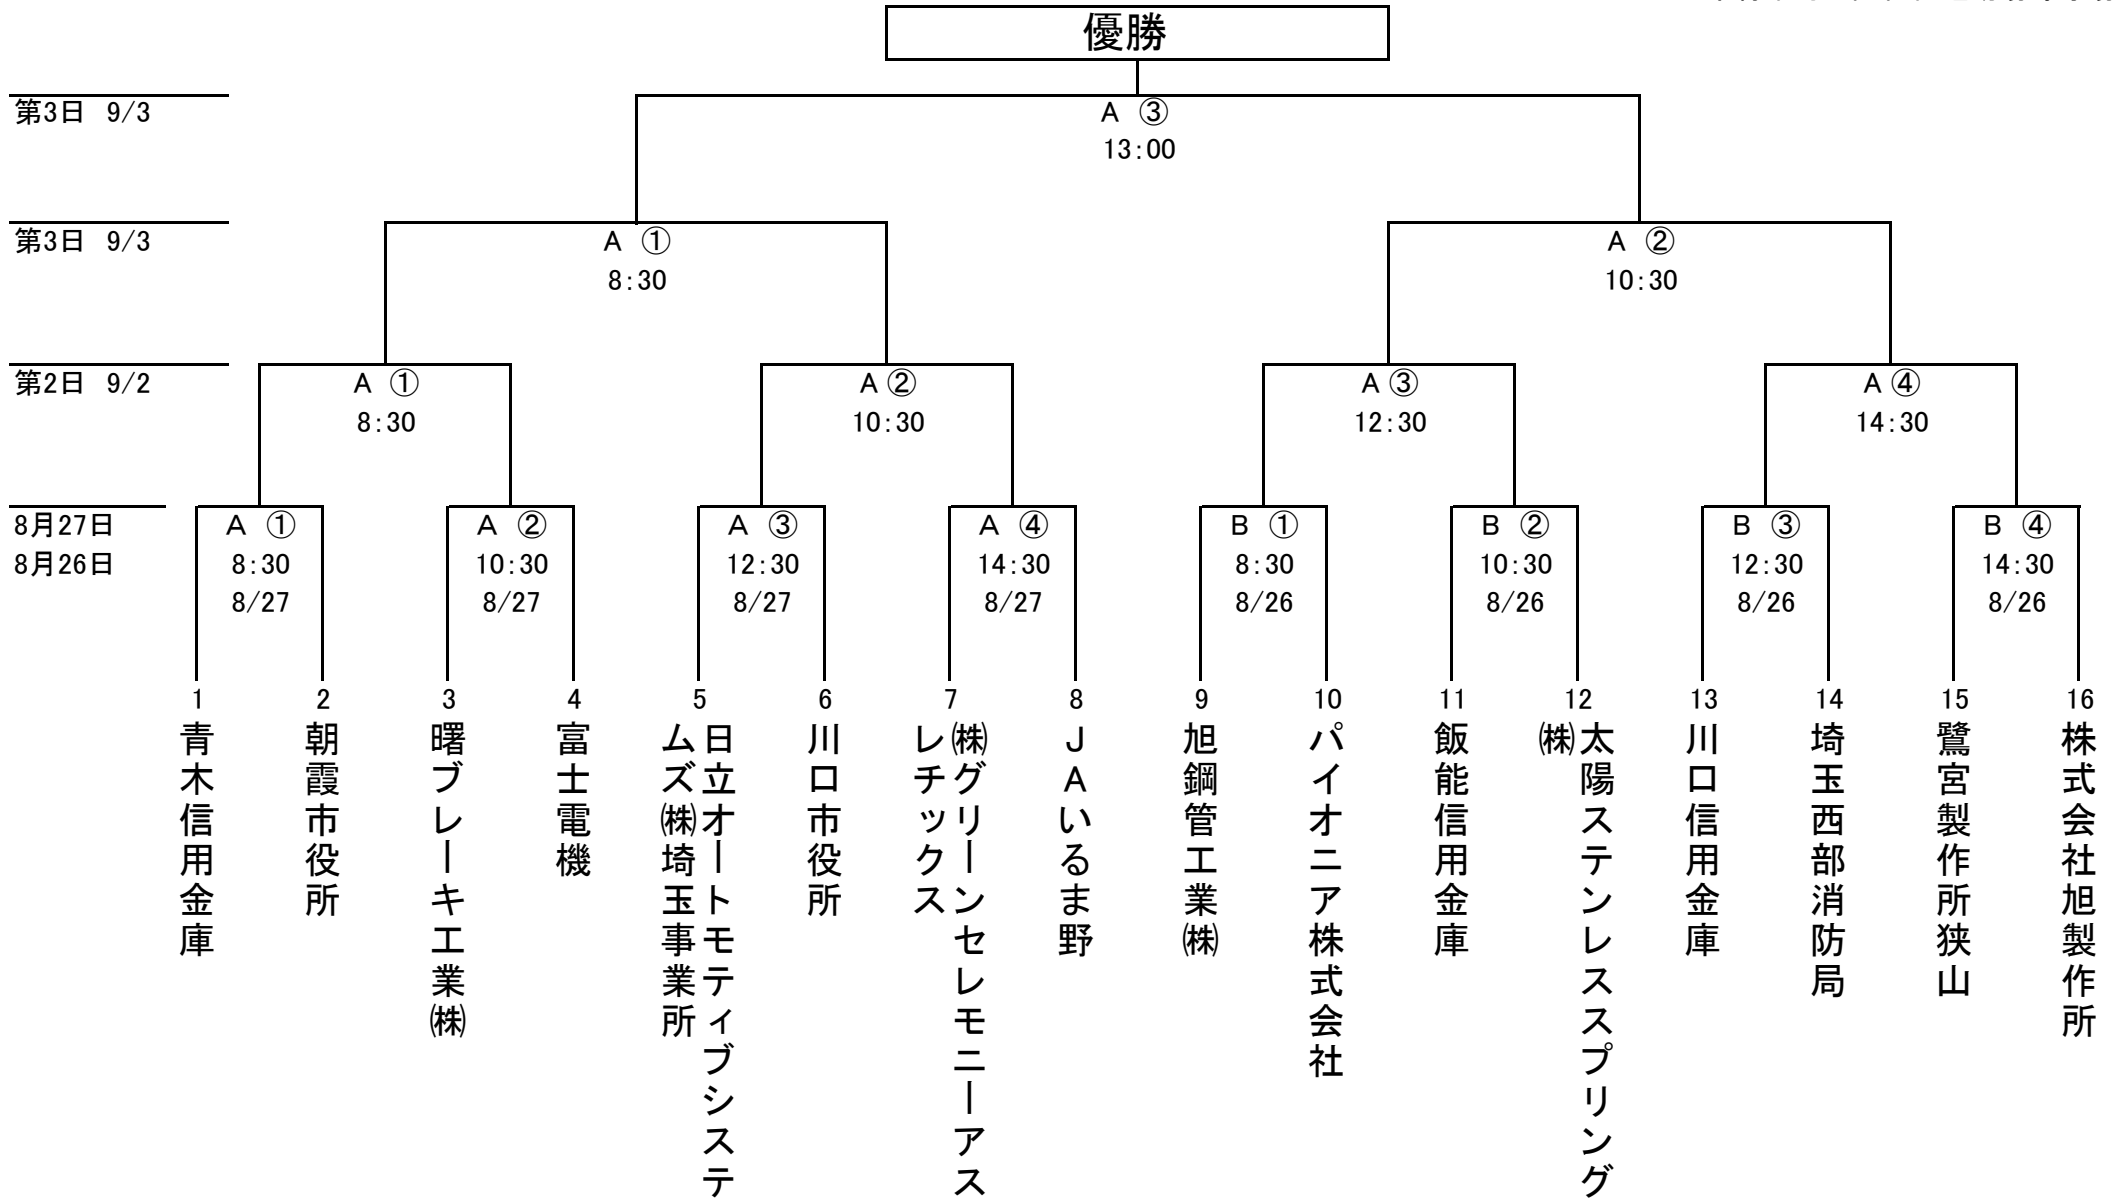 優勝
第3日 9/3
A ③
13:00
第3日 9/3
A ①
8:30
A ②
10:30
第2日 9/2
A ①
8:30
A ②
10:30
A ③
12:30
A ④
14:30
8月27日
8月26日
A ①
8:30
8/27
A ②
10:30
8/27
A ③
12:30
8/27
A ④
14:30
8/27
B ①
8:30
8/26
B ②
10:30
8/26
B ③
12:30
8/26
B ④
14:30
8/26
1
青木信用金庫
2
朝霞市役所
3
曙ブレーキ工業㈱
4
富士電機
5
日立オートモティブシステ
ムズ㈱埼玉事業所
6
川口市役所
7
㈱グリーンセレモニーアス
レチックス
8
JAいるま野
9
旭鋼管工業㈱
10
パイオニア株式会社
11
飯能信用金庫
12
太陽ステンレススプリング
㈱
13
川口信用金庫
14
埼玉西部消防局
15
鷺宮製作所狭山
16
株式会社旭製作所